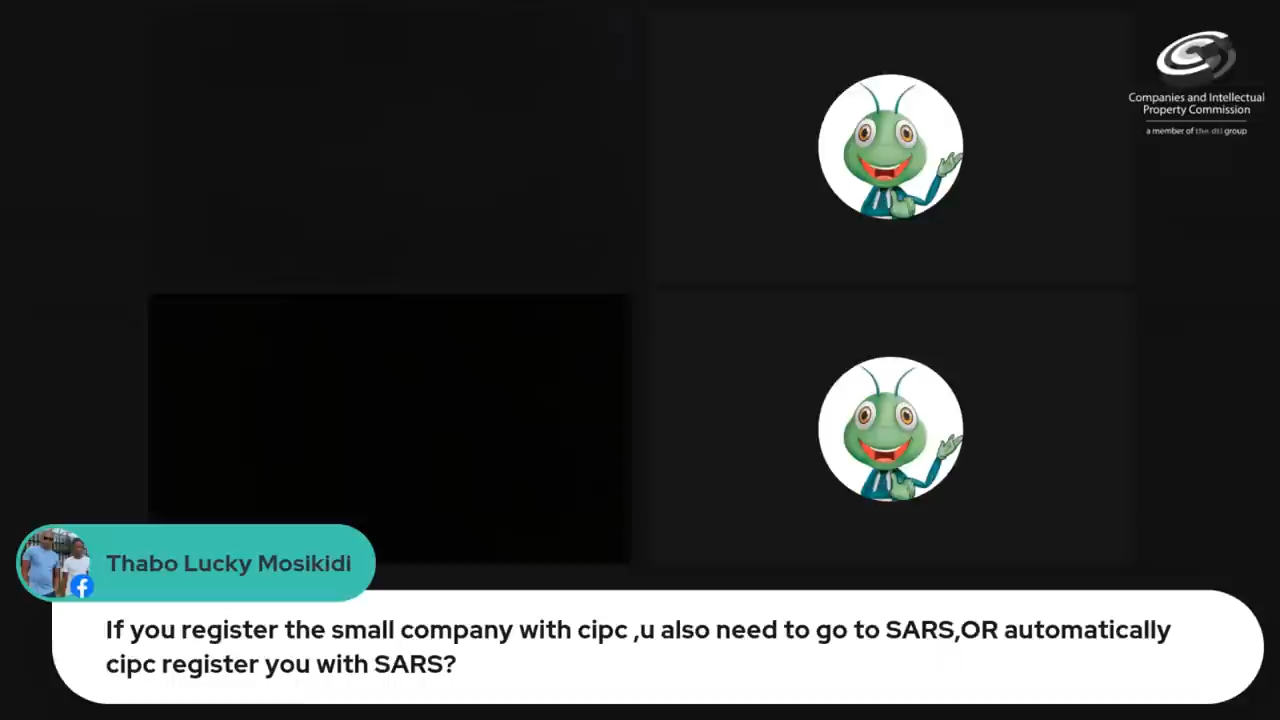 Companies and Intellectual
Property Commission
a member of the dti group
Thabo Lucky Mosikidi
If you register the small company with cipc ,u also need to go to SARS,OR automatically
cipc register you with SARS?